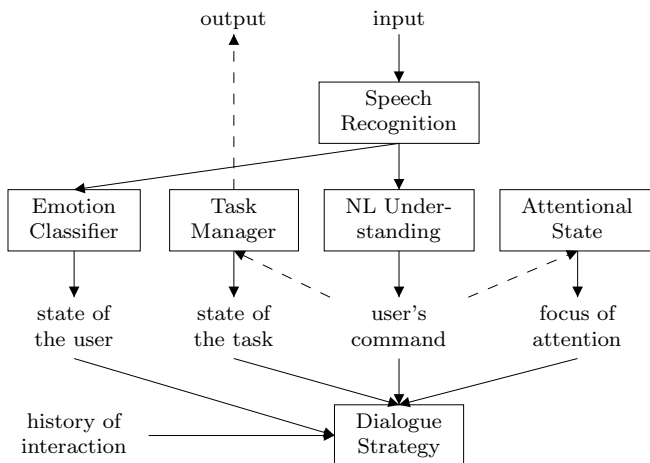 output
input
Speech
Recognition
Emotion
Classifier
Task
Manager
NL Under-
standing
Attentional
State
state of
the user
state of
the task
user's
command
focus of
attention
history of
interaction
Dialogue
Strategy